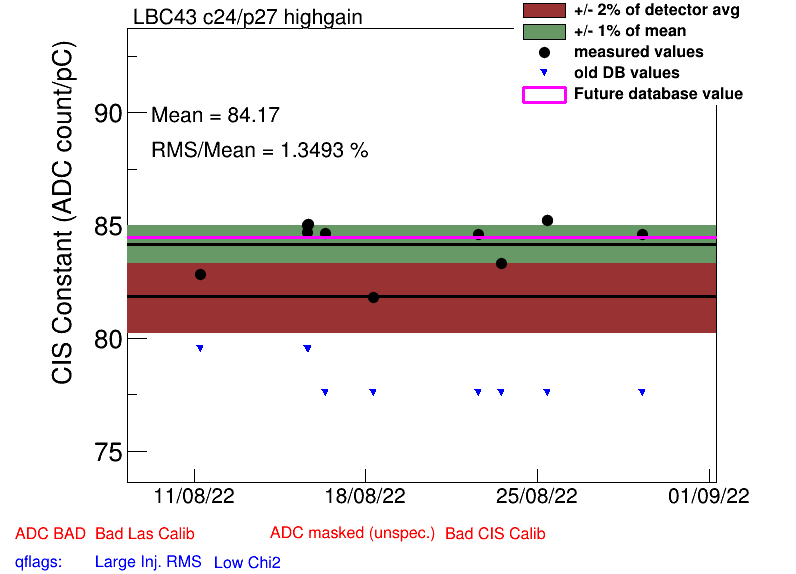 LBC43 c24/p27 highgain
+/- 2% of detector avg
+/- 1% of mean
measured values
old DB values
Future database value
Mean = 84.17
RMS/Mean = 1.3493 %
CIS Constant (ADC count/pC)
90
85
80
75
11/08/22 18/08/22 25/08/22 01/09/22
ADC BAD Bad Las Calib ADC masked (unspec.) Bad CIS Calib
qflags: Large Inj. RMS Low Chi2